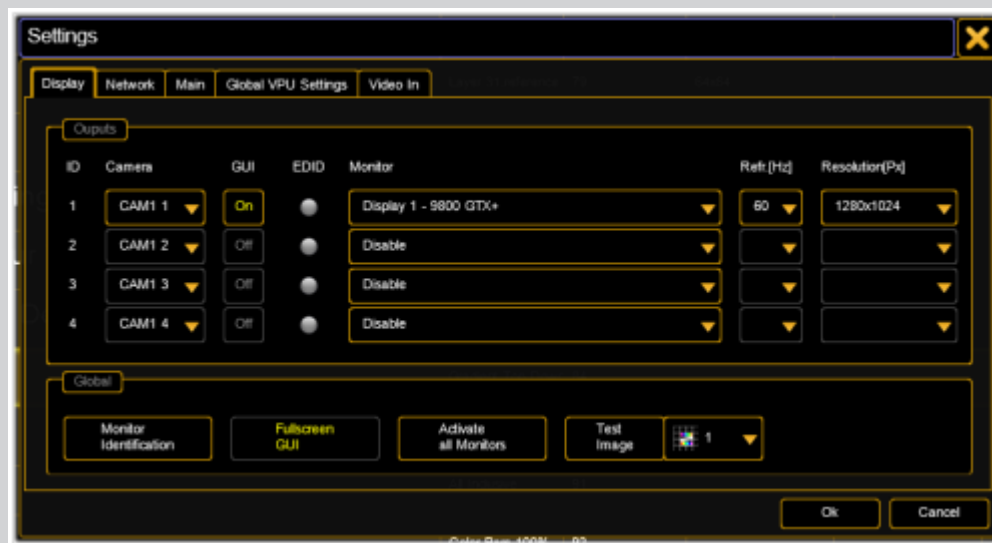 Settings
Display Network Main Global VPU Settings Video In
Ouputs
ID Camera GUI EDID Monitor Refr.[Hz] Resolution[Px]
1 CAM1 1 On Display 1 - 9800 GTX+ 60 1280x1024
2 CAM1 2 Off Disable
3 CAM1 3 Off Disable
4 CAM1 4 Off Disable
Global
Monitor Identification Fullscreen GUI Activate all Monitors Test Image 1
Ok Cancel